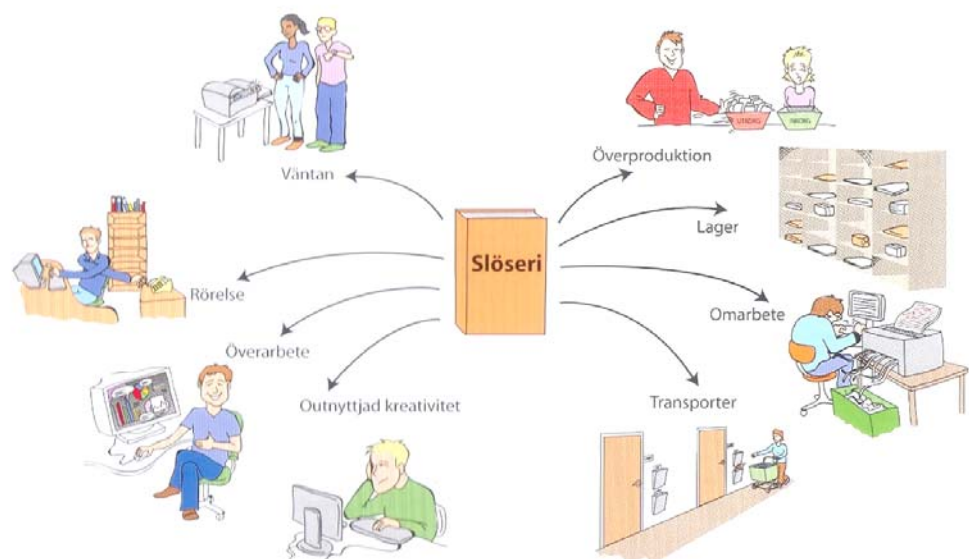 Väntan
Överproduktion
Lager
Slöseri
Rörelse
Omarbete
Överarbete
Outnyttjad kreativitet
Transporter